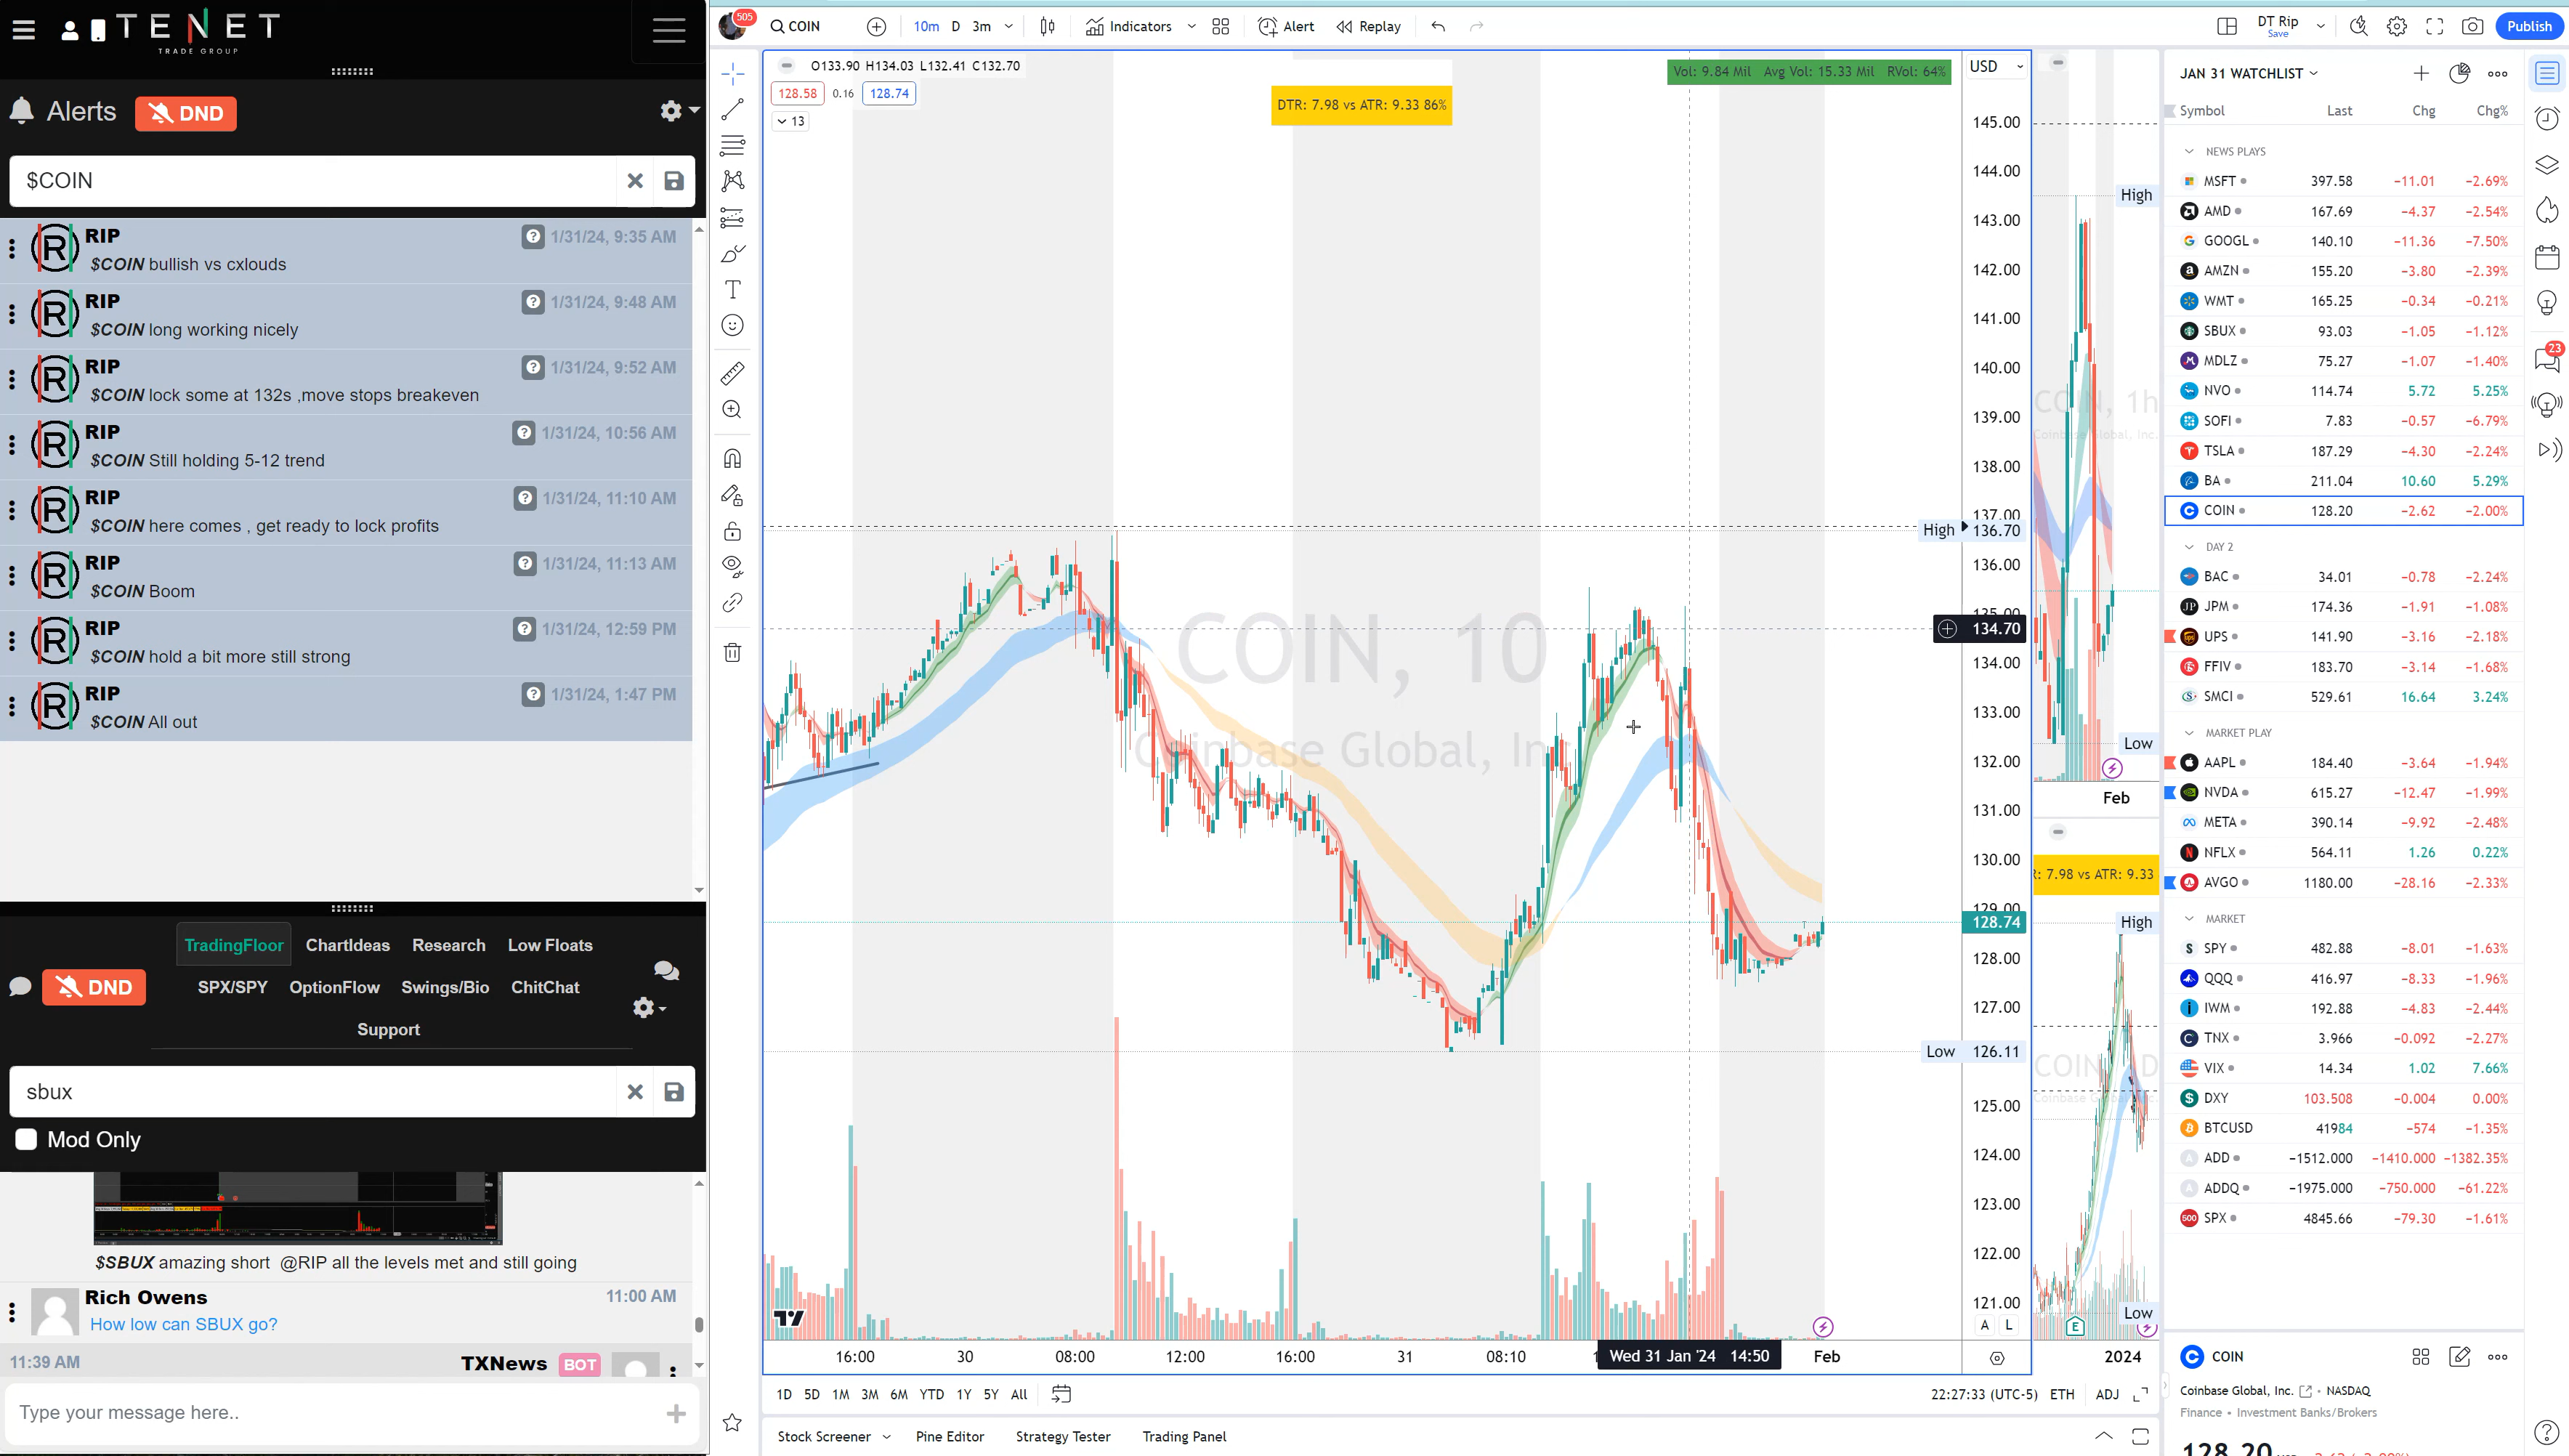 TENET
TRADE GROUP
Alerts DND
$COIN
RIP 1/31/24, 9:35 AM
$COIN bullish vs cxlouds
RIP 1/31/24, 9:48 AM
$COIN long working nicely
RIP 1/31/24, 9:52 AM
$COIN lock some at 132s ,move stops breakeven
RIP 1/31/24, 10:56 AM
$COIN Still holding 5-12 trend
RIP 1/31/24, 11:10 AM
$COIN here comes , get ready to lock profits
RIP 1/31/24, 11:13 AM
$COIN Boom
RIP 1/31/24, 12:59 PM
$COIN hold a bit more still strong
RIP 1/31/24, 1:47 PM
$COIN All out
TradingFloor ChartIdeas Research Low Floats
DND SPX/SPY OptionFlow Swings/Bio ChitChat
Support
sbux
Mod Only
$SBUX amazing short @RIP all the levels met and still going
Rich Owens 11:00 AM
How low can SBUX go?
11:39 AM TXNews BOT
Type your message here..
505 COIN 10m D 3m Indicators Alert Replay
DT Rip
Save
Publish
O133.90 H134.03 L132.41 C132.70
128.58 0.16 128.74
13
DTR: 7.98 vs ATR: 9.33 86%
Vol: 9.84 Mil Avg Vol: 15.33 Mil RVol: 64%
USD
145.00
144.00
143.00
142.00
141.00
140.00
139.00
138.00
137.00
High 136.70
136.00
135.00
134.70
134.00
133.00
132.00
131.00
130.00
129.00
128.74
128.00
127.00
Low 126.11
125.00
124.00
123.00
122.00
121.00
A L
COIN, 10
Coinbase Global, In
16:00 30 08:00 12:00 16:00 31 08:10 Wed 31 Jan '24 14:50 Feb
1D 5D 1M 3M 6M YTD 1Y 5Y All
22:27:33 (UTC-5) ETH ADJ
Stock Screener Pine Editor Strategy Tester Trading Panel
High
COIN, 1h
Low
Feb
: 7.98 vs ATR: 9.33
High
COIN
D
Low
E
2024
JAN 31 WATCHLIST
Symbol Last Chg Chg%
NEWS PLAYS
MSFT 397.58 −11.01 −2.69%
AMD 167.69 −4.37 −2.54%
GOOGL 140.10 −11.36 −7.50%
AMZN 155.20 −3.80 −2.39%
WMT 165.25 −0.34 −0.21%
SBUX 93.03 −1.05 −1.12%
MDLZ 75.27 −1.07 −1.40%
NVO 114.74 5.72 5.25%
SOFI 7.83 −0.57 −6.79%
TSLA 187.29 −4.30 −2.24%
BA 211.04 10.60 5.29%
COIN 128.20 −2.62 −2.00%
DAY 2
BAC 34.01 −0.78 −2.24%
JPM 174.36 −1.91 −1.08%
UPS 141.90 −3.16 −2.18%
FFIV 183.70 −3.14 −1.68%
SMCI 529.61 16.64 3.24%
MARKET PLAY
AAPL 184.40 −3.64 −1.94%
NVDA 615.27 −12.47 −1.99%
META 390.14 −9.92 −2.48%
NFLX 564.11 1.26 0.22%
AVGO 1180.00 −28.16 −2.33%
MARKET
SPY 482.88 −8.01 −1.63%
QQQ 416.97 −8.33 −1.96%
IWM 192.88 −4.83 −2.44%
TNX 3.966 −0.092 −2.27%
VIX 14.34 1.02 7.66%
DXY 103.508 −0.004 0.00%
BTCUSD 41984 −574 −1.35%
ADD −1512.000 −1410.000 −1382.35%
ADDQ −1975.000 −750.000 −61.22%
SPX 4845.66 −79.30 −1.61%
COIN
Coinbase Global, Inc. • NASDAQ
Finance • Investment Banks/Brokers
128.20
23